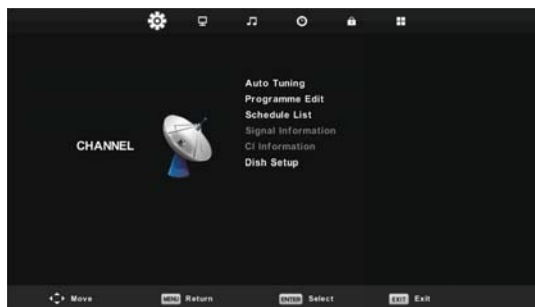 Auto Tuning
Programme Edit
Schedule List
Signal Information
CI Information
Dish Setup
CHANNEL
Move MENU Return ENTER Select EXIT Exit